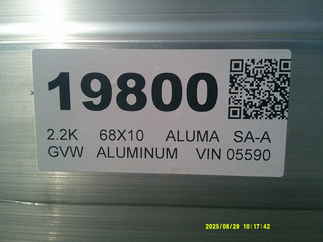 19800
2.2K 68X10 ALUMA SA-A
GVW ALUMINUM VIN 05590
2025/08/29 10:17:42